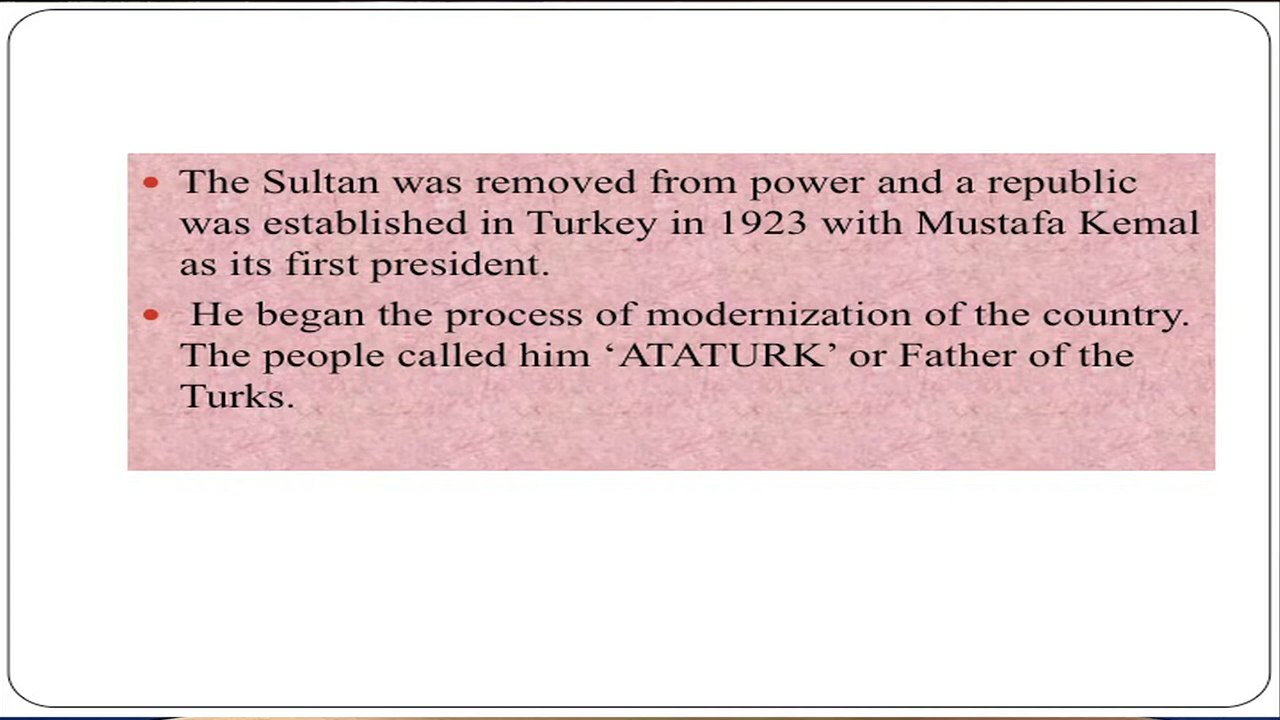 • The Sultan was removed from power and a republic
was established in Turkey in 1923 with Mustafa Kemal
as its first president.
• He began the process of modernization of the country.
The people called him ‘ATATURK’ or Father of the
Turks.